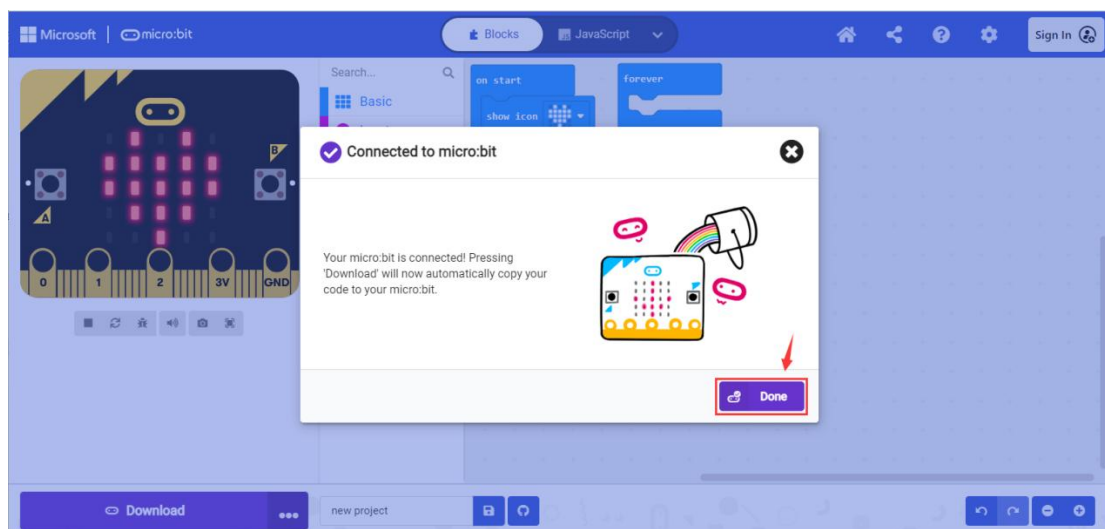 Microsoft | micro:bit
Blocks
JavaScript
Sign In
Search...
Basic
on start
show icon
forever
Connected to micro:bit
Your micro:bit is connected! Pressing
'Download' will now automatically copy your
code to your micro:bit.
Done
B
A
0 1 2 3V GND
Download
new project